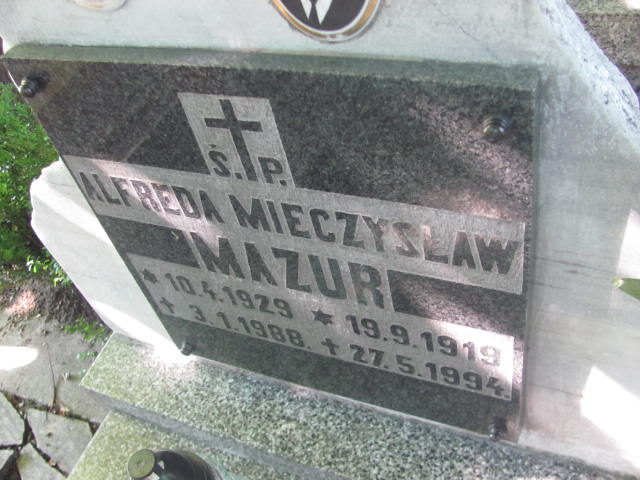 Ś. P.
ALFREDA MIECZYSŁAW
MAZUR
* 10.4.1929 * 19.9.1919
✝ 3.1.1988. ✝ 27.5.1994.